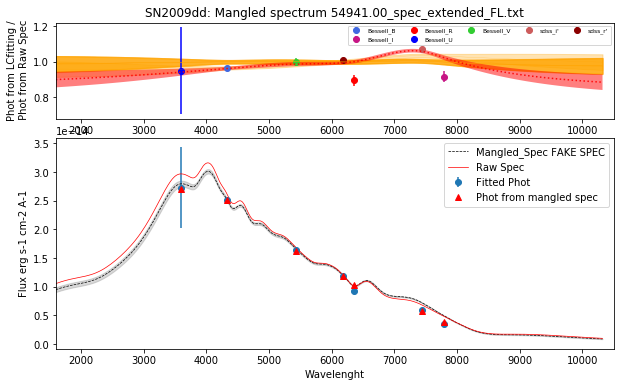 SN2009dd: Mangled spectrum 54941.00_spec_extended_FL.txt
Phot from LCfitting /
Phot from Raw Spec
1.2
1.0
0.8
Bessell_B
Bessell_I
Bessell_R
Bessell_U
Bessell_V
sdss_i'
sdss_r'
2000 3000 4000 5000 6000 7000 8000 9000 10000
1e−14
Flux erg s-1 cm-2 A-1
3.5
3.0
2.5
2.0
1.5
1.0
0.5
0.0
Mangled_Spec FAKE SPEC
Raw Spec
Fitted Phot
Phot from mangled spec
2000 3000 4000 5000 6000 7000 8000 9000 10000
Wavelenght